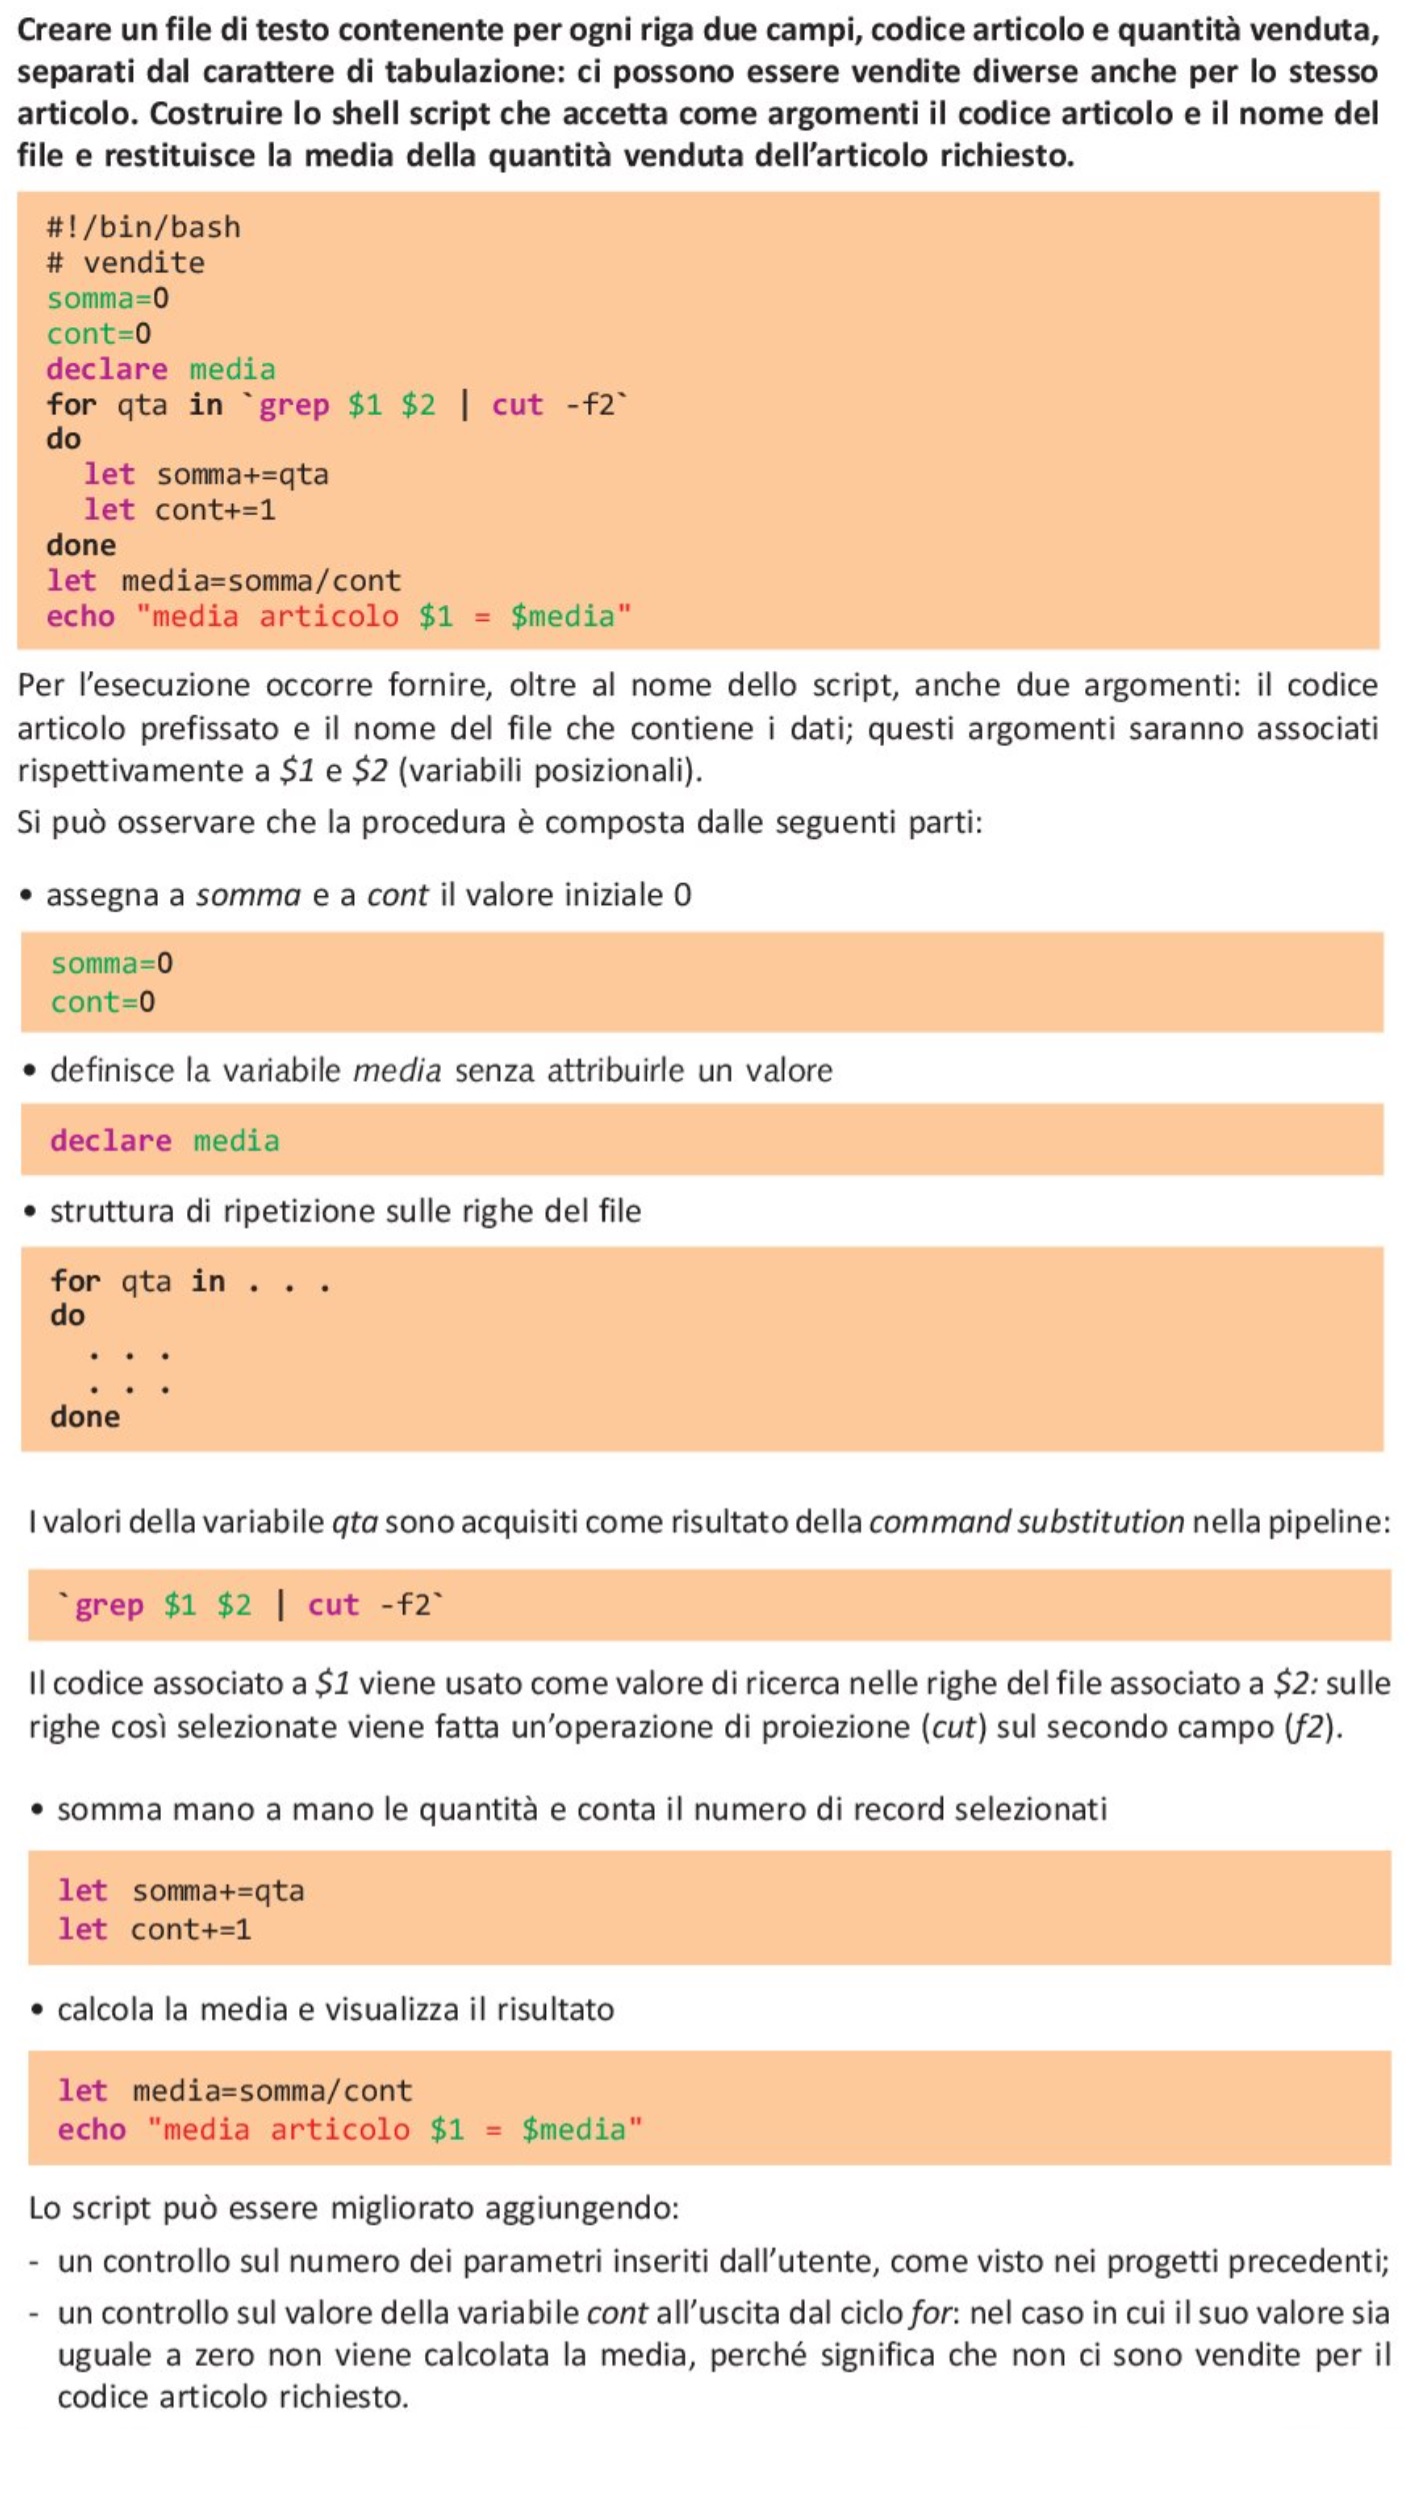 Creare un file di testo contenente per ogni riga due campi, codice articolo e quantità venduta,
separati dal carattere di tabulazione: ci possono essere vendite diverse anche per lo stesso
articolo. Costruire lo shell script che accetta come argomenti il codice articolo e il nome del
file e restituisce la media della quantità venduta dell’articolo richiesto.
#!/bin/bash
# vendite
somma=0
cont=0
declare media
for qta in `grep $1 $2 | cut -f2`
do
  let somma+=qta
  let cont+=1
done
let media=somma/cont
echo "media articolo $1 = $media"
Per l’esecuzione occorre fornire, oltre al nome dello script, anche due argomenti: il codice
articolo prefissato e il nome del file che contiene i dati; questi argomenti saranno associati
rispettivamente a $1 e $2 (variabili posizionali).
Si può osservare che la procedura è composta dalle seguenti parti:
• assegna a somma e a cont il valore iniziale 0
somma=0
cont=0
• definisce la variabile media senza attribuirle un valore
declare media
• struttura di ripetizione sulle righe del file
for qta in . . .
do
  . . .
  . . .
done
I valori della variabile qta sono acquisiti come risultato della command substitution nella pipeline:
`grep $1 $2 | cut -f2`
Il codice associato a $1 viene usato come valore di ricerca nelle righe del file associato a $2: sulle
righe così selezionate viene fatta un’operazione di proiezione (cut) sul secondo campo (f2).
• somma mano a mano le quantità e conta il numero di record selezionati
let somma+=qta
let cont+=1
• calcola la media e visualizza il risultato
let media=somma/cont
echo "media articolo $1 = $media"
Lo script può essere migliorato aggiungendo:
- un controllo sul numero dei parametri inseriti dall’utente, come visto nei progetti precedenti;
- un controllo sul valore della variabile cont all’uscita dal ciclo for: nel caso in cui il suo valore sia
uguale a zero non viene calcolata la media, perché significa che non ci sono vendite per il
codice articolo richiesto.